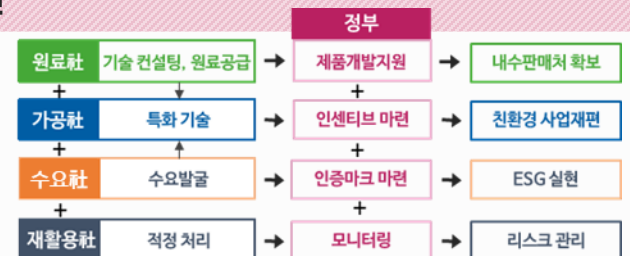 정부
원료社 기술 컨설팅, 원료공급 → 제품개발지원 → 내수판매처 확보
+ +
가공社 특화 기술 → 인센티브 마련 → 친환경 사업재편
+ +
수요社 수요발굴 → 인증마크 마련 → ESG 실현
+ +
재활용社 적정 처리 → 모니터링 → 리스크 관리